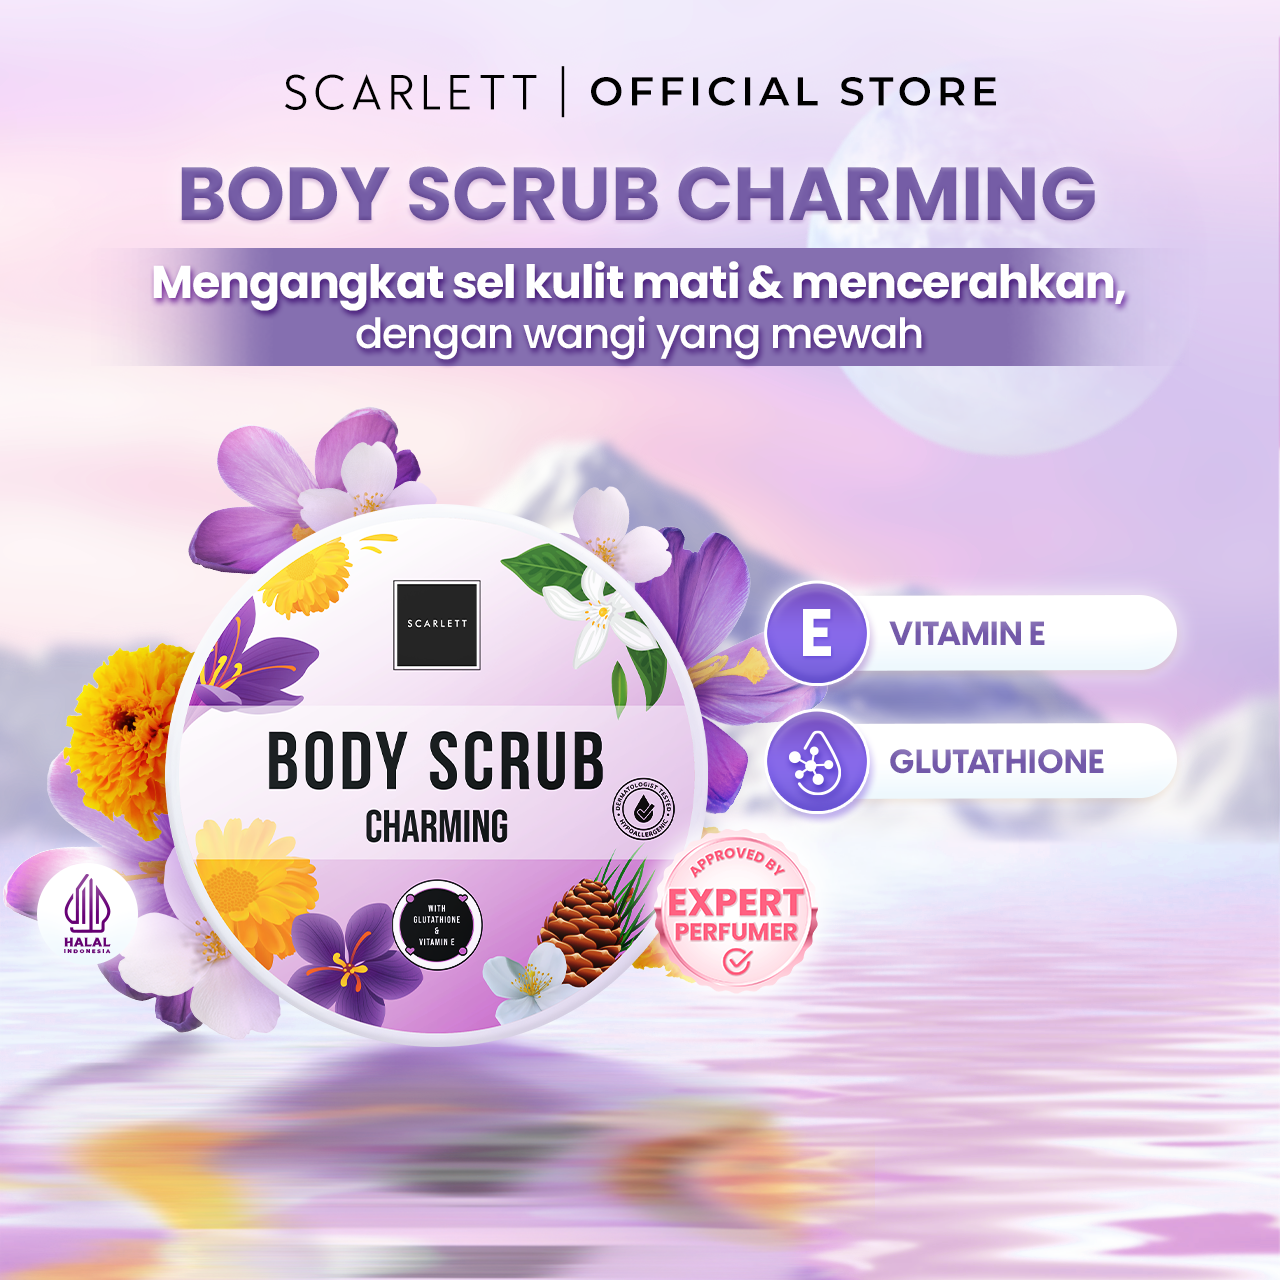 SCARLETT | OFFICIAL STORE
BODY SCRUB CHARMING
Mengangkat sel kulit mati & mencerahkan,
dengan wangi yang mewah
SCARLETT
BODY SCRUB
CHARMING
DERMATOLOGIST TESTED
HYPOALLERGENIC
WITH
GLUTATHIONE
&
VITAMIN E
E
VITAMIN E
GLUTATHIONE
HALAL
INDONESIA
APPROVED BY
EXPERT
PERFUMER